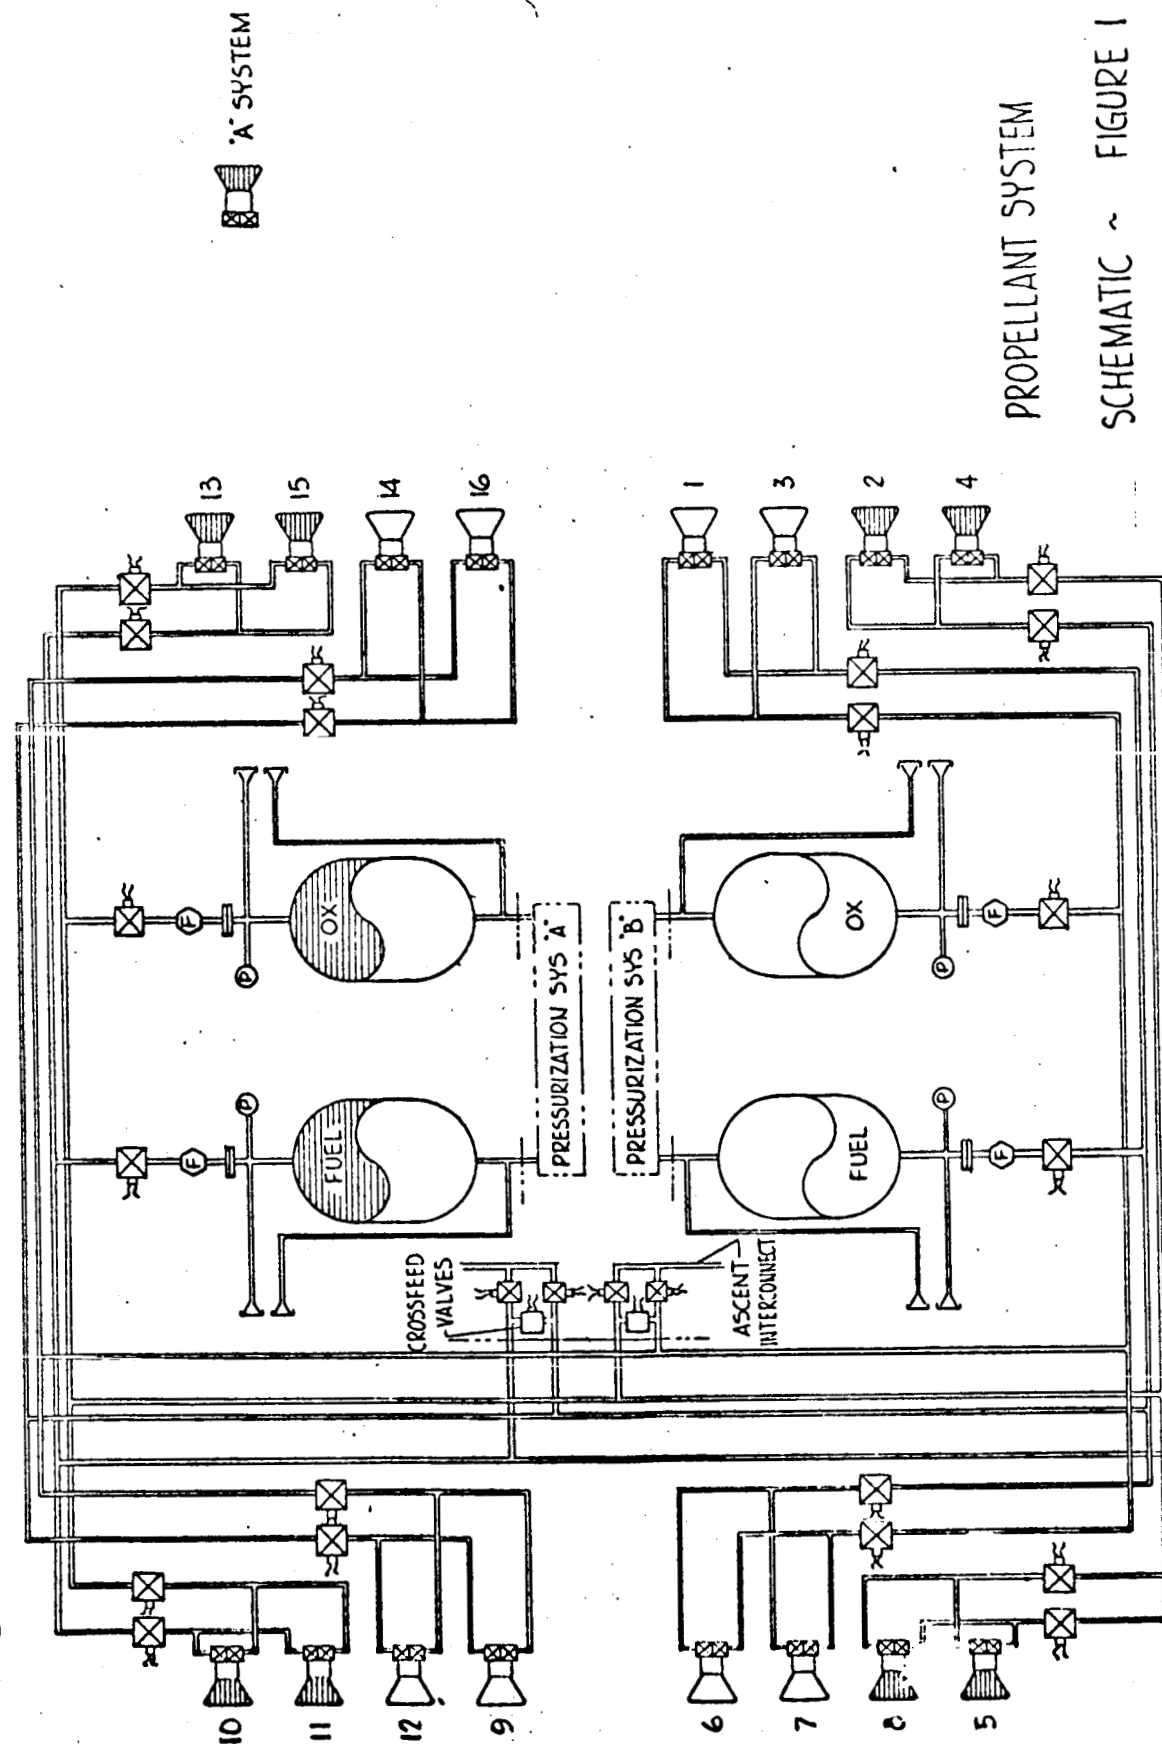 "A" SYSTEM
13
15
14
16
1
3
2
4
P
F
OX
PRESSURIZATION SYS "A"
PRESSURIZATION SYS "B"
OX
F
P
P
F
FUEL
FUEL
F
P
CROSSFEED
VALVES
ASCENT
INTERCONNECT
10
11
12
9
6
7
8
5
PROPELLANT SYSTEM
SCHEMATIC ~ FIGURE 1